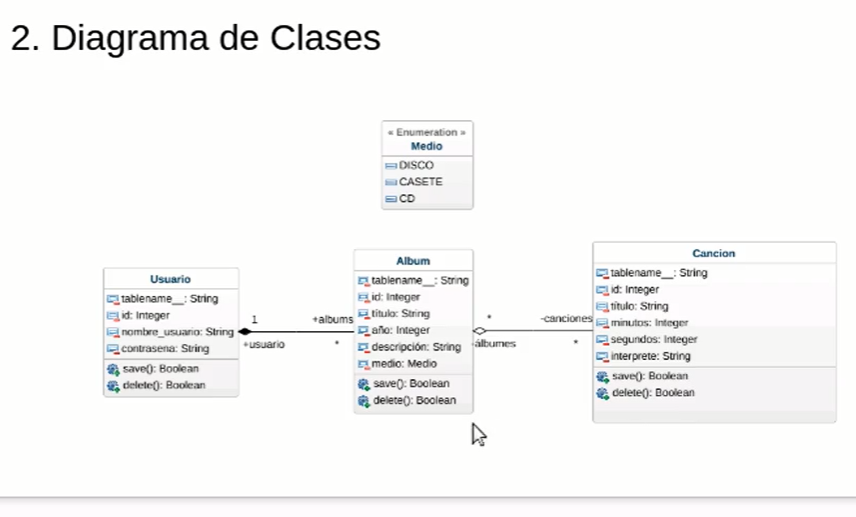 2. Diagrama de Clases
« Enumeration »
Medio
DISCO
CASETE
CD
Usuario
tablename__: String
id: Integer
nombre_usuario: String
contrasena: String
save(): Boolean
delete(): Boolean
1
+usuario
+albums
*
Album
tablename__: String
id: Integer
título: String
año: Integer
descripción: String
medio: Medio
save(): Boolean
delete(): Boolean
*
-álbumes
-canciones
*
Cancion
tablename__: String
id: Integer
título: String
minutos: Integer
segundos: Integer
interprete: String
save(): Boolean
delete(): Boolean